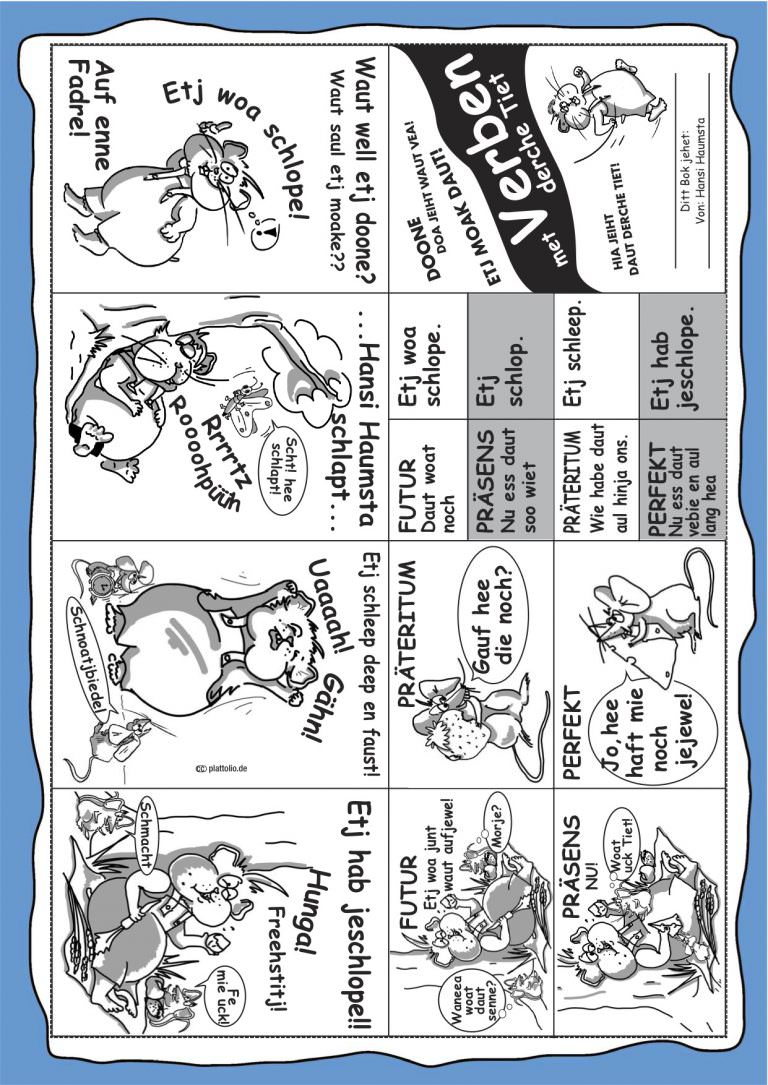 DOONE
DOA JEIHT WAUT VEA!
ETJ MOAK DAUT!
Verben
met derche Tiet
HIA JEIHT
DAUT DERCHE TIET!
Ditt Bok jehet:
Von: Hansi Haumsta
Waut well etj doone?
Waut saul etj moake??
Etj woa schlope!
!
Auf enne
Fadre!
...Hansi Haumsta
schlapt...
Scht! hee
schlapt!
Rrrrtz
Roooohpüüh
Etj schleep deep en faust!
Uaaaah!
Gähn!
Schnoatjbiedel
plattolio.de
Etj hab jeschlope!!
Hunga!
Freehstitj!
Schmacht
Fe
mie uck!
FUTUR
Etj woa junt
waut aufjewe!
Morje?
Waneea
woat
daut
senne?
PRÄSENS
NU!
Woat
uck Tiet!
PRÄTERITUM
Gauf hee
die noch?
PERFEKT
Jo, hee
haft mie
noch
jejewe!
FUTUR
Daut woat
noch
Etj woa
schlope.
PRÄSENS
Nu ess daut
soo wiet
Etj
schlop.
PRÄTERITUM
Wie habe daut
aul hinja ons.
Etj schleep.
PERFEKT
Nu ess daut
vebie en aul
lang hea
Etj hab
jeschlope.